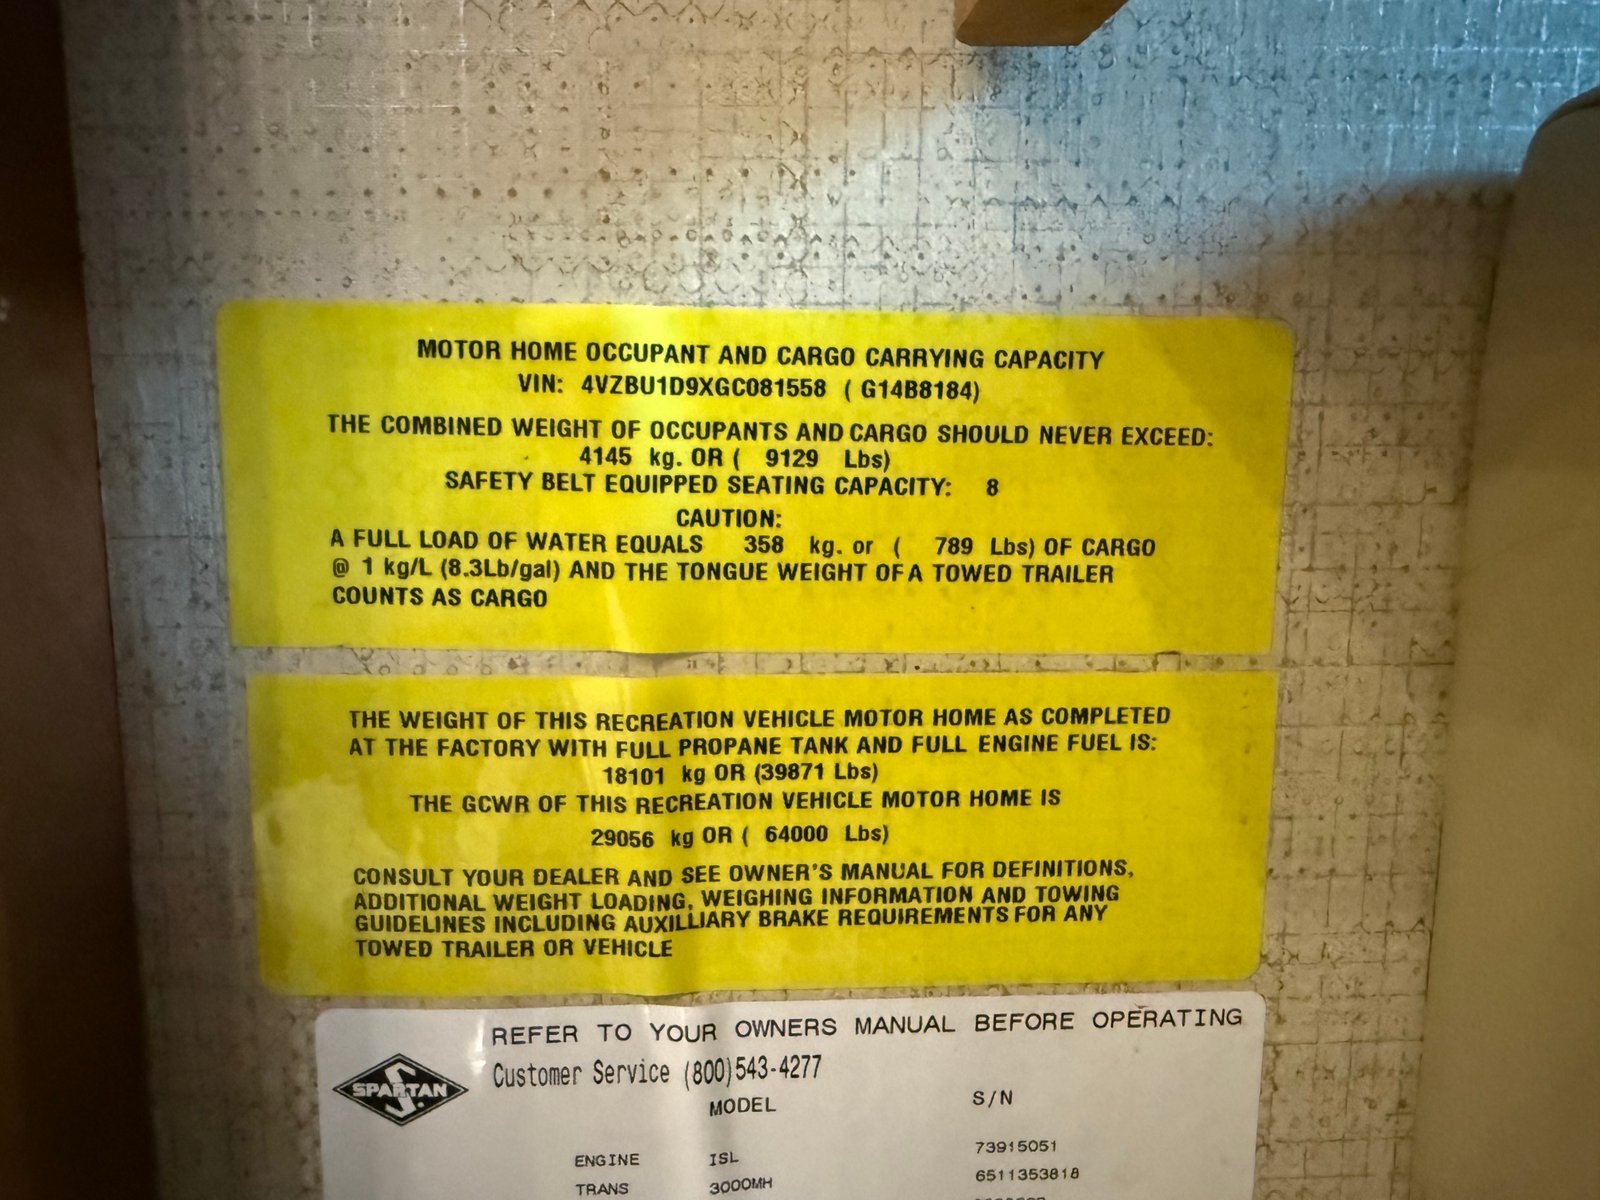 MOTOR HOME OCCUPANT AND CARGO CARRYING CAPACITY
VIN: 4VZBU1D9XGC081558 ( G14B8184)
THE COMBINED WEIGHT OF OCCUPANTS AND CARGO SHOULD NEVER EXCEED:
4145 kg. OR ( 9129 Lbs)
SAFETY BELT EQUIPPED SEATING CAPACITY: 8
CAUTION:
A FULL LOAD OF WATER EQUALS 358 kg. or ( 789 Lbs) OF CARGO
@ 1 kg/L (8.3Lb/gal) AND THE TONGUE WEIGHT OF A TOWED TRAILER
COUNTS AS CARGO
THE WEIGHT OF THIS RECREATION VEHICLE MOTOR HOME AS COMPLETED
AT THE FACTORY WITH FULL PROPANE TANK AND FULL ENGINE FUEL IS:
18101 kg OR (39871 Lbs)
THE GCWR OF THIS RECREATION VEHICLE MOTOR HOME IS
29056 kg OR ( 64000 Lbs)
CONSULT YOUR DEALER AND SEE OWNER'S MANUAL FOR DEFINITIONS,
ADDITIONAL WEIGHT LOADING, WEIGHING INFORMATION AND TOWING
GUIDELINES INCLUDING AUXILLIARY BRAKE REQUIREMENTS FOR ANY
TOWED TRAILER OR VEHICLE
REFER TO YOUR OWNERS MANUAL BEFORE OPERATING
SPARTAN
Customer Service (800)543-4277
MODEL S/N
ENGINE ISL 73915051
TRANS 3000MH 6511353818